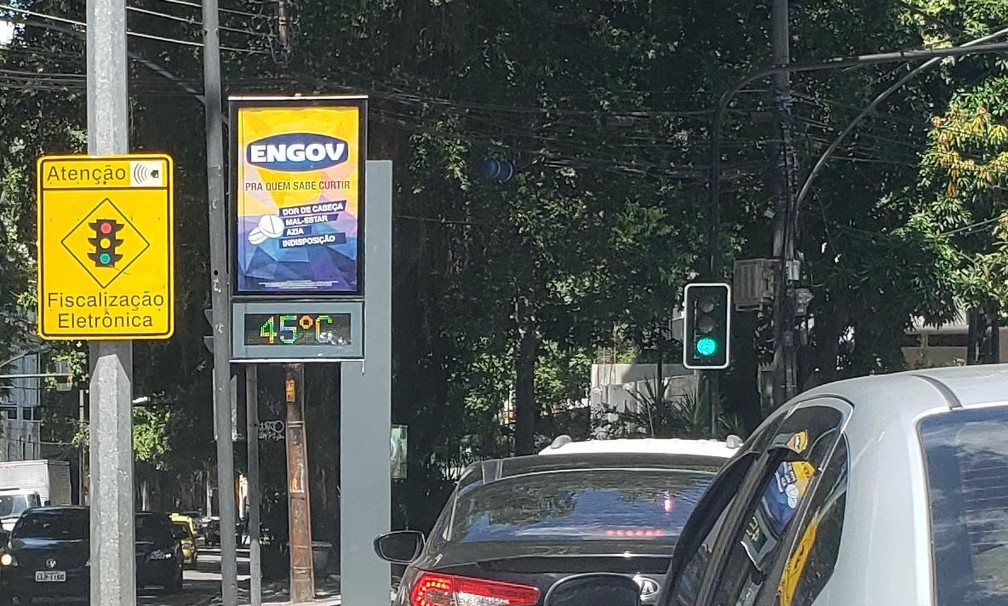 Atenção
Fiscalização
Eletrônica
ENGOV
PRA QUEM SABE CURTIR
DOR DE CABEÇA
MAL-ESTAR
AZIA
INDISPOSIÇÃO
45°C